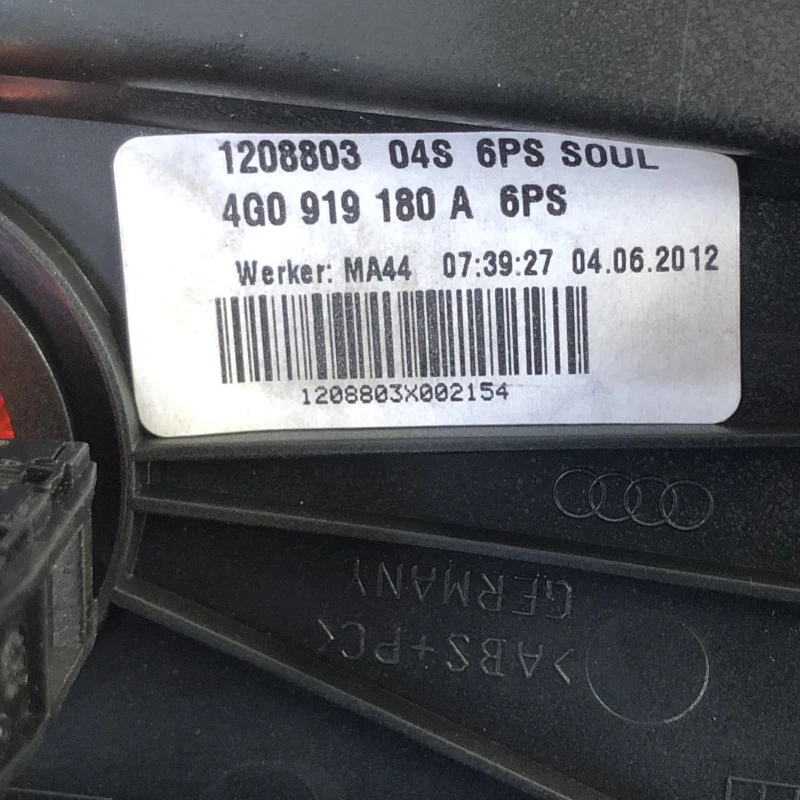 1208803 04S 6PS SOUL
4G0 919 180 A 6PS
Werker: MA44 07:39:27 04.06.2012
1208803X002154
GERMANY
>ABS+PC<